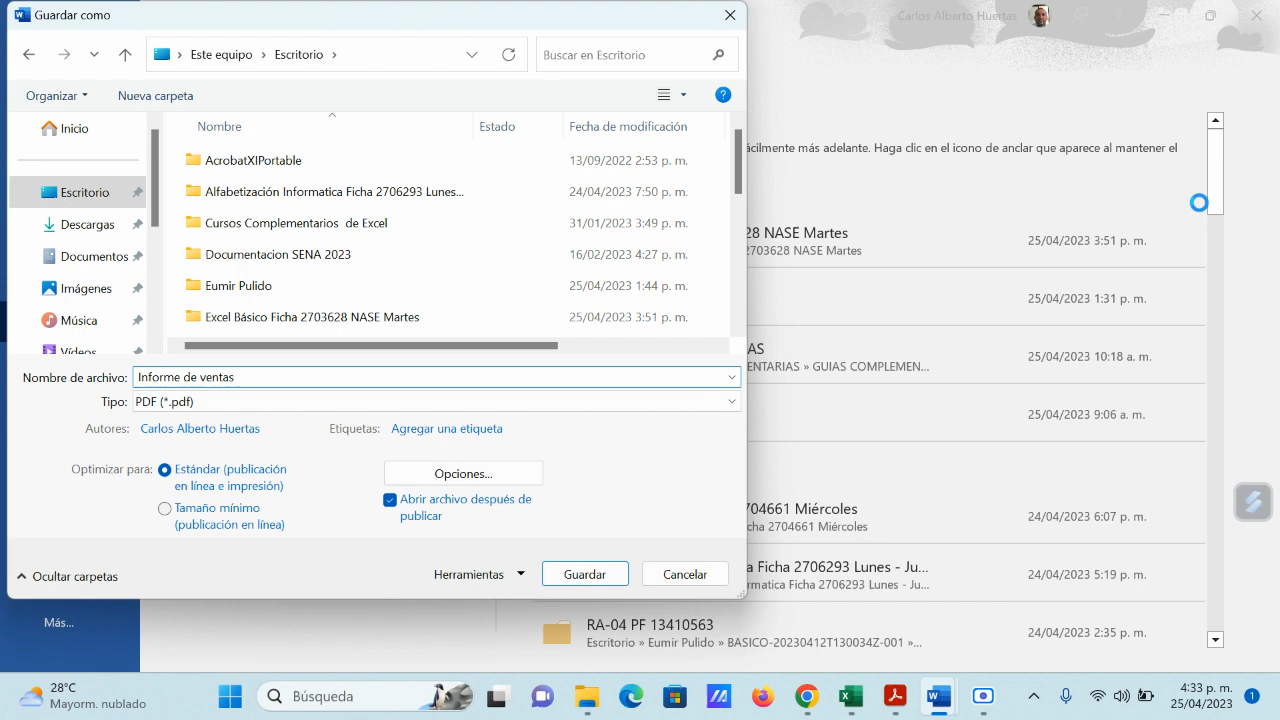 Guardar como
Carlos Alberto Huertas
Este equipo
Escritorio
Buscar en Escritorio
Organizar
Nueva carpeta
Inicio
Nombre
Estado
Fecha de modificación
AcrobatXIPortable
13/09/2022 2:53 p. m.
ácilmente más adelante. Haga clic en el icono de anclar que aparece al mantener el
Escritorio
Alfabetización Informatica Ficha 2706293 Lunes...
24/04/2023 7:50 p. m.
Descargas
Cursos Complementarios de Excel
31/01/2023 3:49 p. m.
28 NASE Martes
2703628 NASE Martes
25/04/2023 3:51 p. m.
Documentos
Documentacion SENA 2023
16/02/2023 4:27 p. m.
Imágenes
Eumir Pulido
25/04/2023 1:44 p. m.
25/04/2023 1:31 p. m.
Música
Excel Básico Ficha 2703628 NASE Martes
25/04/2023 3:51 p. m.
Vídeos
AS
ENTARIAS » GUIAS COMPLEMEN...
25/04/2023 10:18 a. m.
Nombre de archivo:
Informe de ventas
Tipo:
PDF (*.pdf)
25/04/2023 9:06 a. m.
Autores:
Carlos Alberto Huertas
Etiquetas:
Agregar una etiqueta
Optimizar para:
Estándar (publicación
en línea e impresión)
Tamaño mínimo
(publicación en línea)
Opciones...
Abrir archivo después de
publicar
704661 Miércoles
cha 2704661 Miércoles
24/04/2023 6:07 p. m.
Ocultar carpetas
Herramientas
Guardar
Cancelar
a Ficha 2706293 Lunes - Ju...
rmatica Ficha 2706293 Lunes - Ju...
24/04/2023 5:19 p. m.
Más...
RA-04 PF 13410563
Escritorio » Eumir Pulido » BASICO-20230412T130034Z-001 »...
24/04/2023 2:35 p. m.
28°C
Mayorm. nublado
Búsqueda
4:33 p. m.
25/04/2023
1